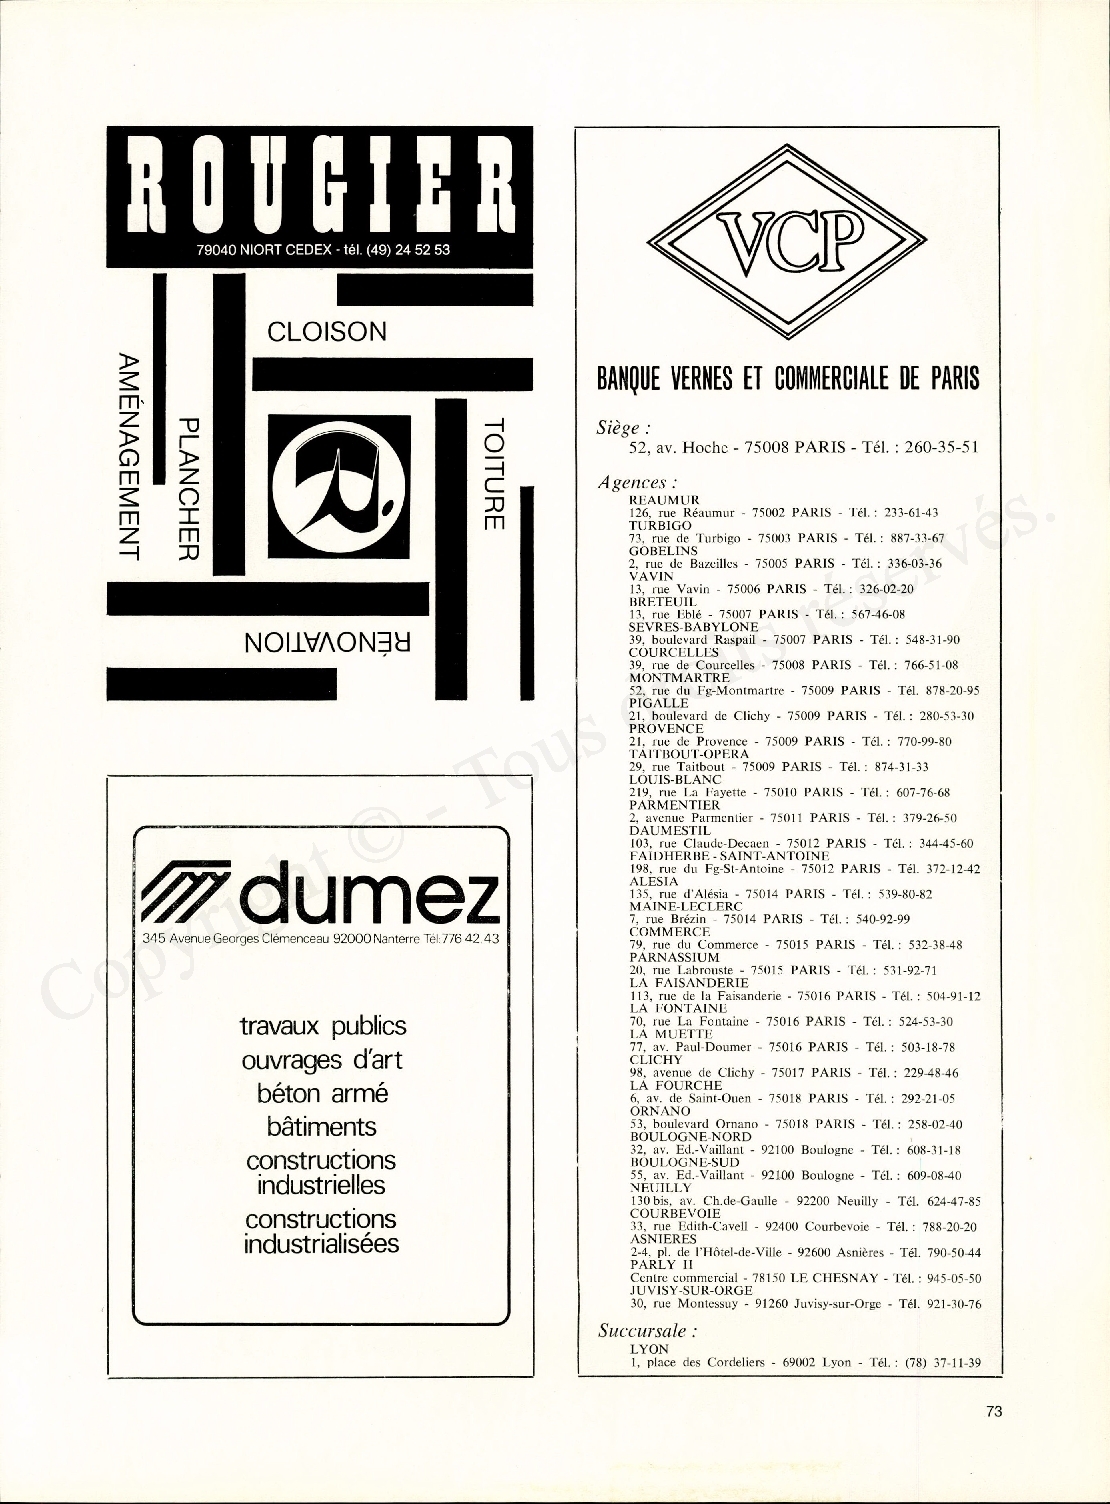 ROUGIER
79040 NIORT CEDEX - tél. (49) 24 52 53
CLOISON
AMÉNAGEMENT
PLANCHER
TOITURE
RÉNOVATION
dumez
345 Avenue Georges Clémenceau 92000 Nanterre Tél: 776 42.43
travaux publics
ouvrages d'art
béton armé
bâtiments
constructions
industrielles
constructions
industrialisées
VCP
BANQUE VERNES ET COMMERCIALE DE PARIS
Siège :
52, av. Hoche - 75008 PARIS - Tél. : 260-35-51
Agences :
REAUMUR
126, rue Réaumur - 75002 PARIS - Tél. : 233-61-43
TURBIGO
73, rue de Turbigo - 75003 PARIS - Tél. : 887-33-67
GOBELINS
2, rue de Bazeilles - 75005 PARIS - Tél. : 336-03-36
VAVIN
13, rue Vavin - 75006 PARIS - Tél. : 326-02-20
BRETEUIL
13, rue Eblé - 75007 PARIS - Tél. : 567-46-08
SEVRES-BABYLONE
39, boulevard Raspail - 75007 PARIS - Tél. : 548-31-90
COURCELLES
39, rue de Courcelles - 75008 PARIS - Tél. : 766-51-08
MONTMARTRE
52, rue du Fg-Montmartre - 75009 PARIS - Tél. 878-20-95
PIGALLE
21, boulevard de Clichy - 75009 PARIS - Tél. : 280-53-30
PROVENCE
21, rue de Provence - 75009 PARIS - Tél. : 770-99-80
TAITBOUT-OPERA
29, rue Taitbout - 75009 PARIS - Tél. : 874-31-33
LOUIS-BLANC
219, rue La Fayette - 75010 PARIS - Tél. : 607-76-68
PARMENTIER
2, avenue Parmentier - 75011 PARIS - Tél. : 379-26-50
DAUMESTIL
103, rue Claude-Decaen - 75012 PARIS - Tél. : 344-45-60
FAIDHERBE - SAINT-ANTOINE
198, rue du Fg-St-Antoine - 75012 PARIS - Tél. 372-12-42
ALESIA
135, rue d'Alésia - 75014 PARIS - Tél. : 539-80-82
MAINE-LECLERC
7, rue Brézin - 75014 PARIS - Tél. : 540-92-99
COMMERCE
79, rue du Commerce - 75015 PARIS - Tél. : 532-38-48
PARNASSIUM
20, rue Labrouste - 75015 PARIS - Tél. : 531-92-71
LA FAISANDERIE
113, rue de la Faisanderie - 75016 PARIS - Tél. : 504-91-12
LA FONTAINE
70, rue La Fontaine - 75016 PARIS - Tél. : 524-53-30
LA MUETTE
77, av. Paul-Doumer - 75016 PARIS - Tél. : 503-18-78
CLICHY
98, avenue de Clichy - 75017 PARIS - Tél. : 229-48-46
LA FOURCHE
6, av. de Saint-Ouen - 75018 PARIS - Tél. : 292-21-05
ORNANO
53, boulevard Ornano - 75018 PARIS - Tél. : 258-02-40
BOULOGNE-NORD
32, av. Ed.-Vaillant - 92100 Boulogne - Tél. : 608-31-18
BOULOGNE-SUD
55, av. Ed.-Vaillant - 92100 Boulogne - Tél. : 609-08-40
NEUILLY
130 bis, av. Ch.de-Gaulle - 92200 Neuilly - Tél. 624-47-85
COURBEVOIE
33, rue Edith-Cavell - 92400 Courbevoie - Tél. : 788-20-20
ASNIERES
2-4, pl. de l'Hôtel-de-Ville - 92600 Asnières - Tél. 790-50-44
PARLY II
Centre commercial - 78150 LE CHESNAY - Tél. : 945-05-50
JUVISY-SUR-ORGE
30, rue Montessuy - 91260 Juvisy-sur-Orge - Tél. 921-30-76
Succursale :
LYON
1, place des Cordeliers - 69002 Lyon - Tél. : (78) 37-11-39
73
Copyright © - Tous droits réservés.